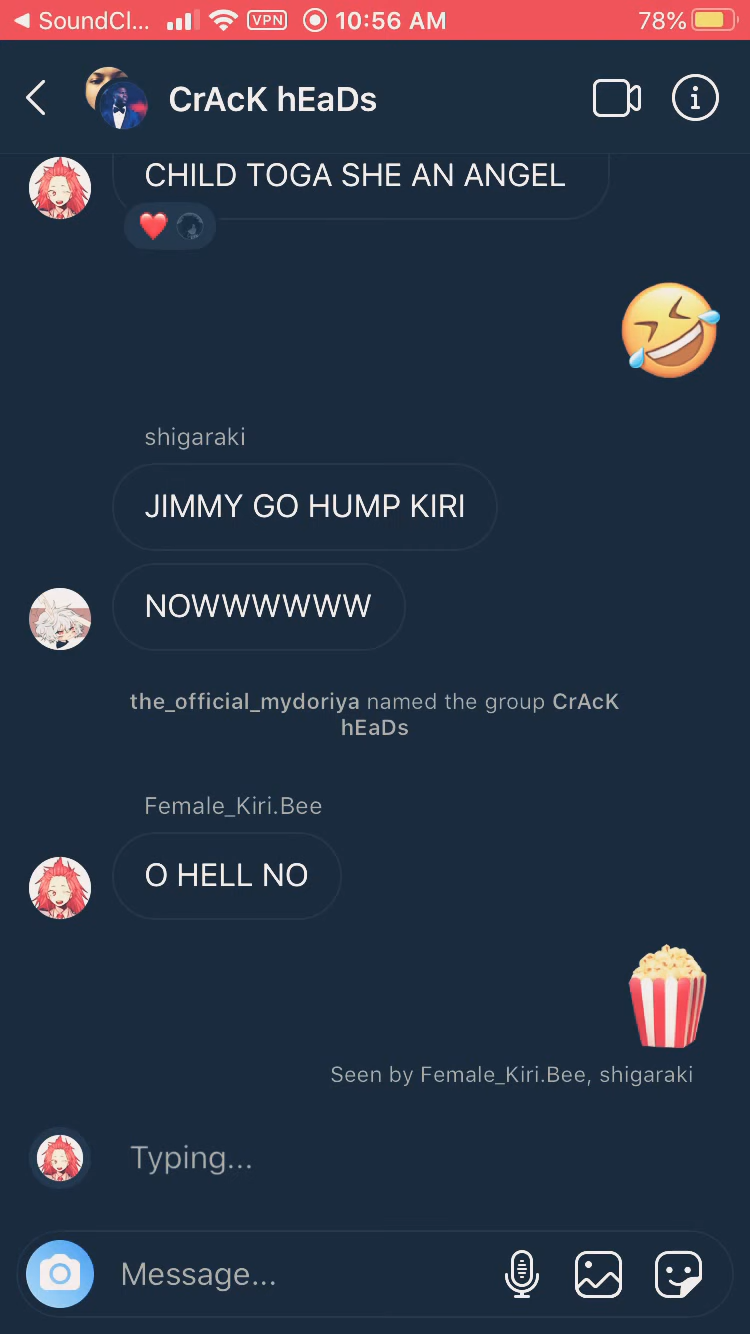 SoundCl... VPN 10:56 AM 78%
CrAcK hEaDs
CHILD TOGA SHE AN ANGEL
shigaraki
JIMMY GO HUMP KIRI
NOWWWWWW
the_official_mydoriya named the group CrAcK
hEaDs
Female_Kiri.Bee
O HELL NO
Seen by Female_Kiri.Bee, shigaraki
Typing...
Message...